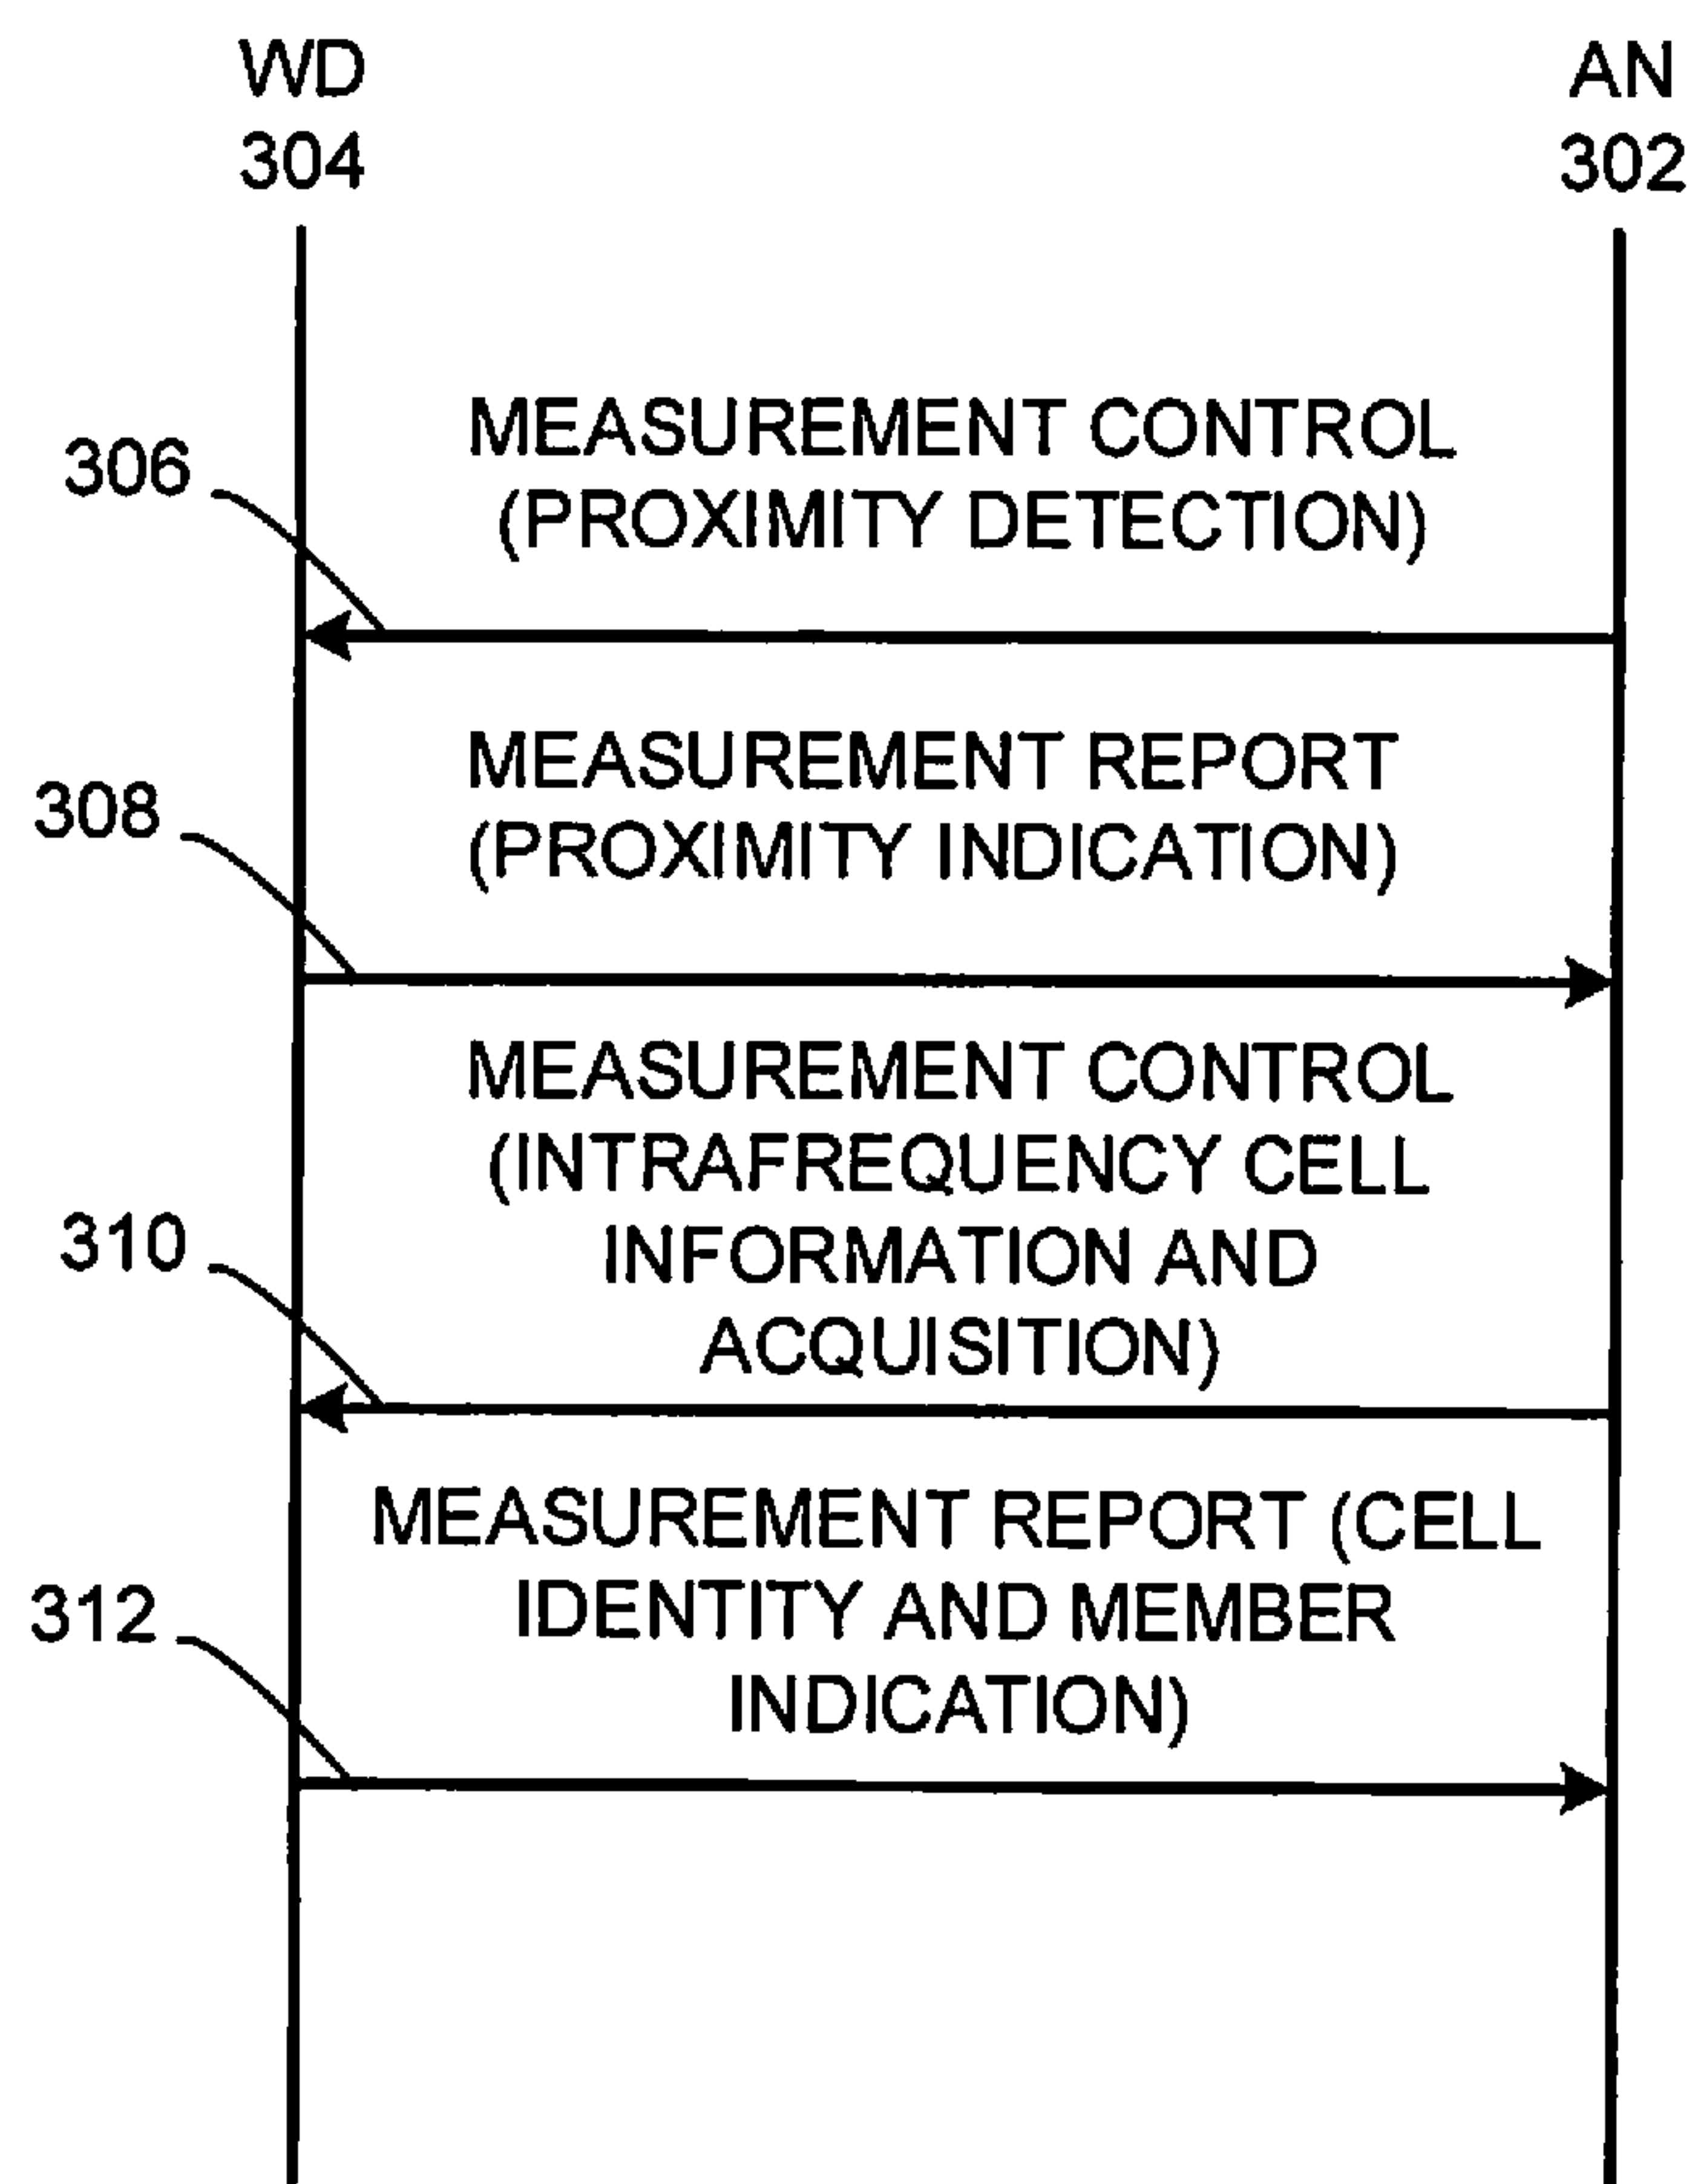 WD
304
AN
302
306
MEASUREMENT CONTROL
(PROXIMITY DETECTION)
308
MEASUREMENT REPORT
(PROXIMITY INDICATION)
310
MEASUREMENT CONTROL
(INTRAFREQUENCY CELL
INFORMATION AND
ACQUISITION)
312
MEASUREMENT REPORT (CELL
IDENTITY AND MEMBER
INDICATION)